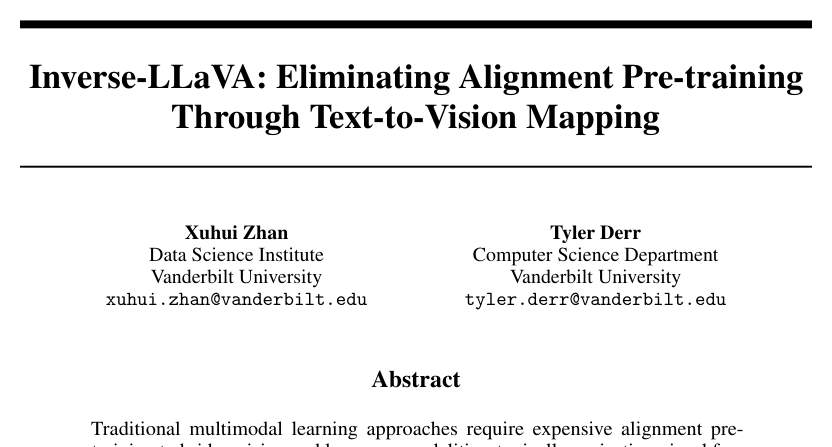 Inverse-LLaVA: Eliminating Alignment Pre-training
Through Text-to-Vision Mapping
Xuhui Zhan
Data Science Institute
Vanderbilt University
xuhui.zhan@vanderbilt.edu
Tyler Derr
Computer Science Department
Vanderbilt University
tyler.derr@vanderbilt.edu
Abstract
Traditional multimodal learning approaches require expensive alignment pre-